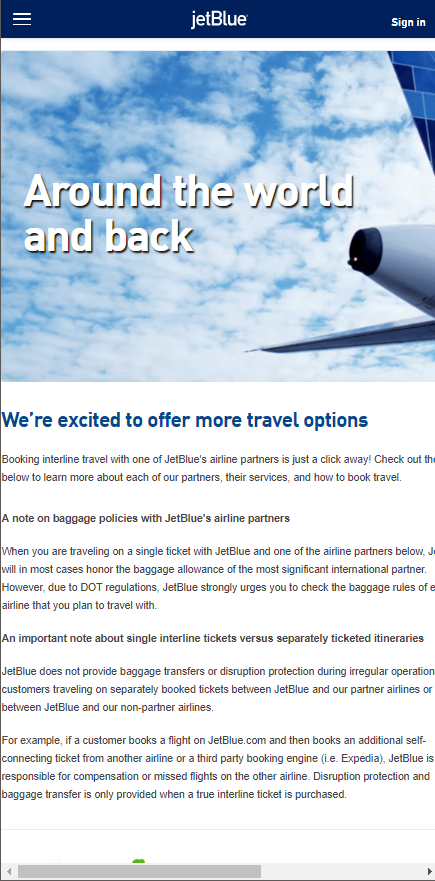 jetBlue
Sign in
Around the world
and back
We're excited to offer more travel options
Booking interline travel with one of JetBlue's airline partners is just a click away! Check out the
below to learn more about each of our partners, their services, and how to book travel.
A note on baggage policies with JetBlue's airline partners
When you are traveling on a single ticket with JetBlue and one of the airline partners below,
will in most cases honor the baggage allowance of the most significant international partner.
However, due to DOT regulations, JetBlue strongly urges you to check the baggage rules of
airline that you plan to travel with.
An important note about single interline tickets versus separately ticketed itineraries
JetBlue does not provide baggage transfers or disruption protection during irregular operation
customers traveling on separately booked tickets between JetBlue and our partner airlines or
between JetBlue and our non-partner airlines.
For example, if a customer books a flight on JetBlue.com and then books an additional self-
connecting ticket from another airline or a third party booking engine (i.e. Expedia), JetBlue is
responsible for compensation or missed flights on the other airline. Disruption protection and
baggage transfer is only provided when a true interline ticket is purchased.